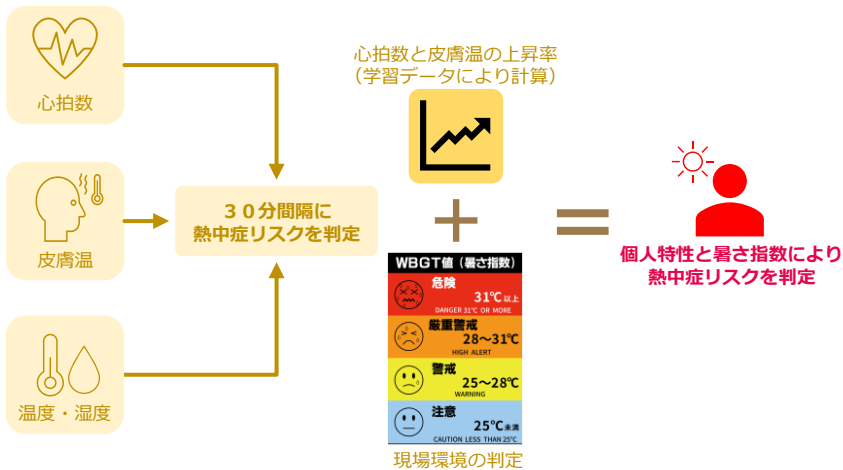 心拍数
皮膚温
温度・湿度
３０分間隔に
熱中症リスクを判定
心拍数と皮膚温の上昇率
（学習データにより計算）
WBGT値（暑さ指数）
危険
31℃以上
DANGER 31℃ OR MORE
厳重警戒
28〜31℃
HIGH ALERT
警戒
25〜28℃
WARNING
注意
25℃未満
CAUTION LESS THAN 25℃
現場環境の判定
個人特性と暑さ指数により
熱中症リスクを判定